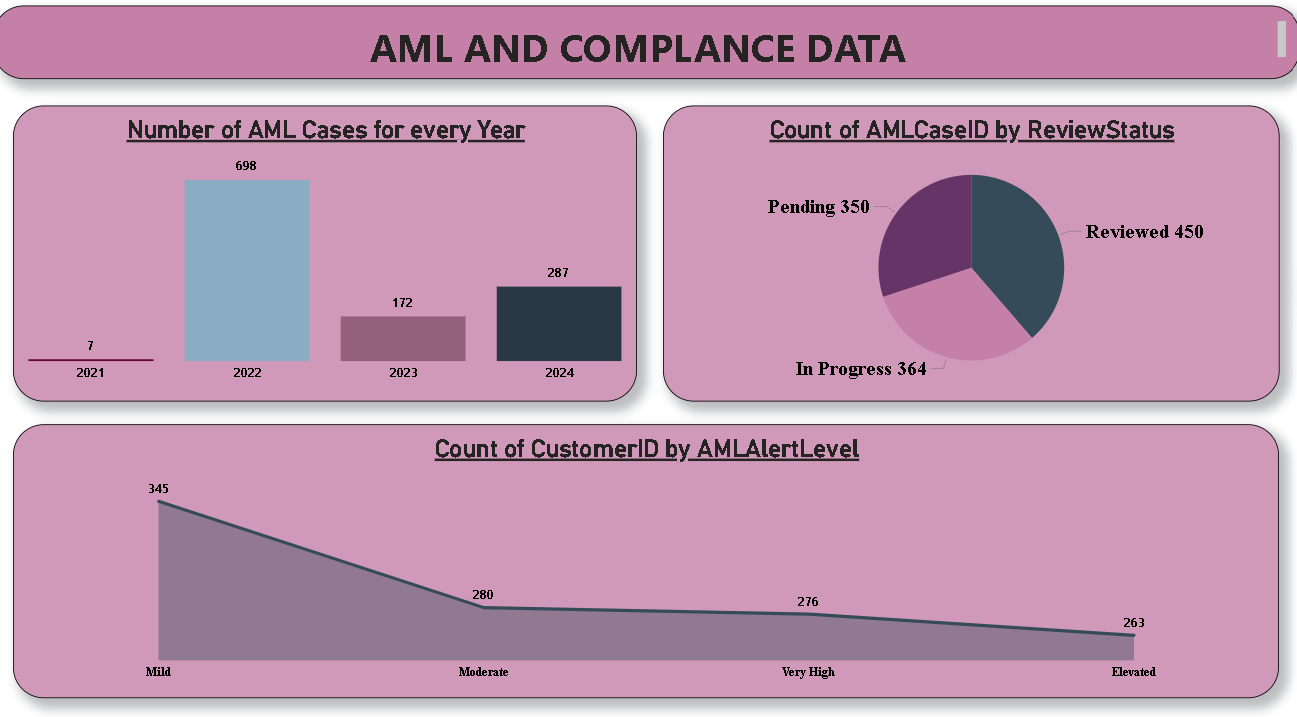 AML AND COMPLIANCE DATA
Number of AML Cases for every Year
698
287
172
7
2021 2022 2023 2024
Count of AMLCaseID by ReviewStatus
Pending 350
Reviewed 450
In Progress 364
Count of CustomerID by AMLAlertLevel
345
280
276
263
Mild Moderate Very High Elevated